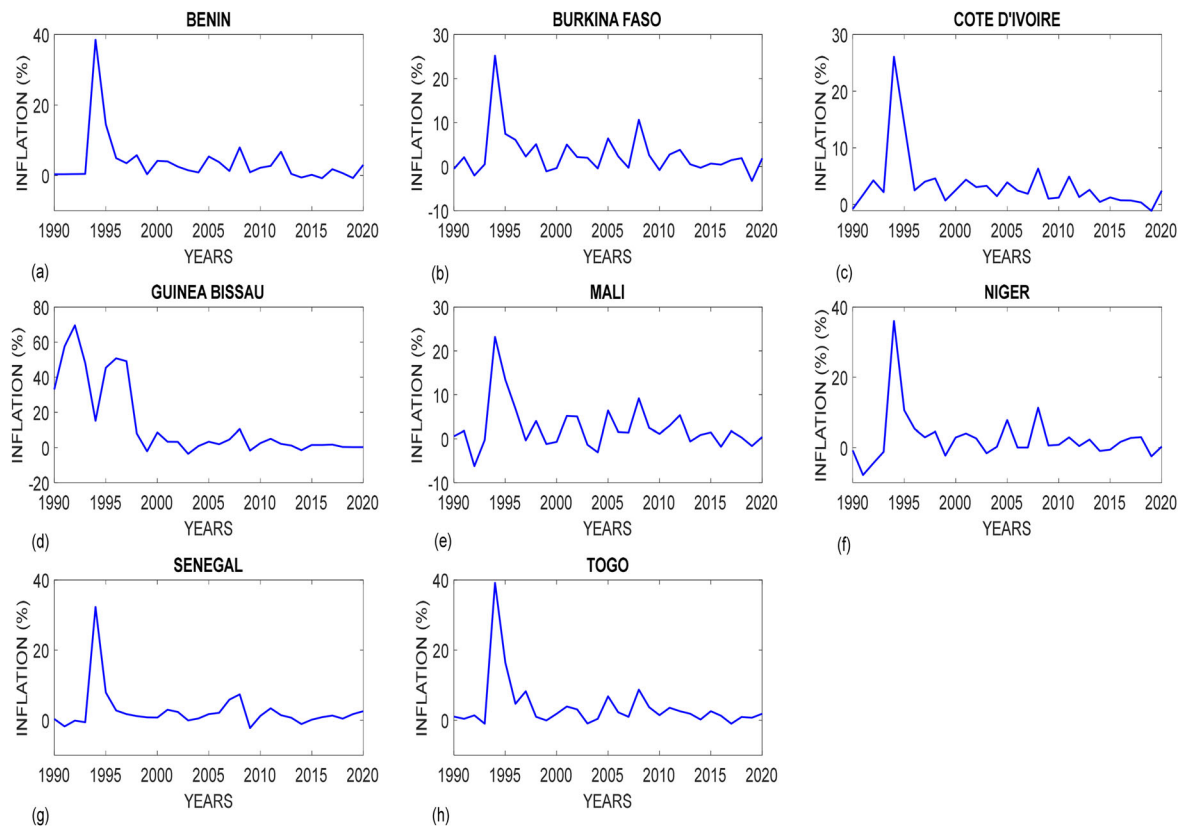 BENIN
INFLATION (%)
40
20
0
1990 1995 2000 2005 2010 2015 2020
YEARS
(a)
BURKINA FASO
INFLATION (%)
30
20
10
0
-10
1990 1995 2000 2005 2010 2015 2020
YEARS
(b)
COTE D'IVOIRE
INFLATION (%)
30
20
10
0
1990 1995 2000 2005 2010 2015 2020
YEARS
(c)
GUINEA BISSAU
INFLATION (%)
80
60
40
20
0
-20
1990 1995 2000 2005 2010 2015 2020
YEARS
(d)
MALI
INFLATION (%)
30
20
10
0
-10
1990 1995 2000 2005 2010 2015 2020
YEARS
(e)
NIGER
INFLATION (%) (%)
40
20
0
1990 1995 2000 2005 2010 2015 2020
YEARS
(f)
SENEGAL
INFLATION (%)
40
20
0
1990 1995 2000 2005 2010 2015 2020
YEARS
(g)
TOGO
INFLATION (%)
40
20
0
1990 1995 2000 2005 2010 2015 2020
YEARS
(h)